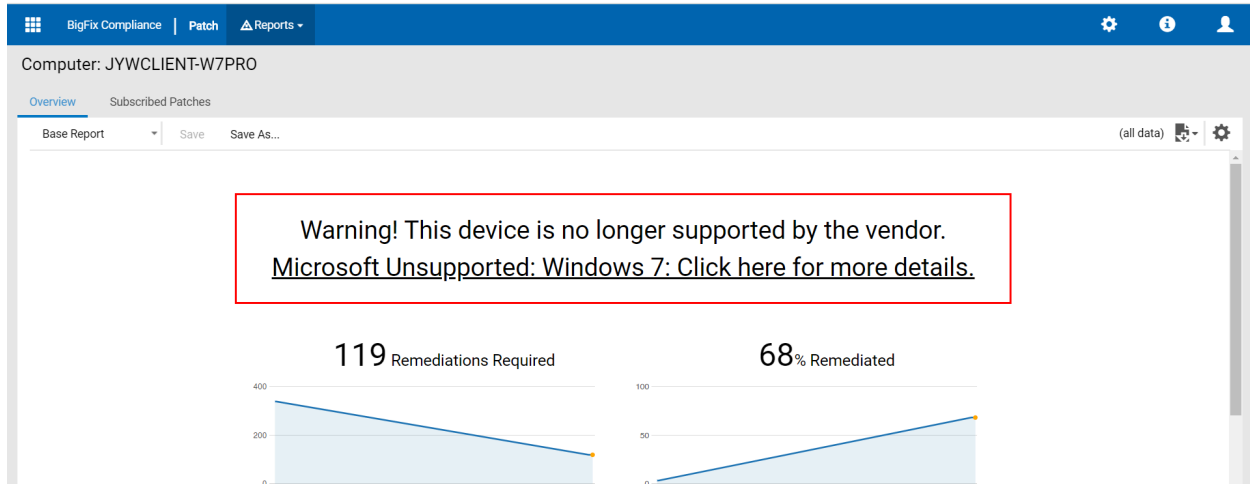 BigFix Compliance | Patch Reports
Computer: JYWCLIENT-W7PRO
Overview Subscribed Patches
Base Report Save Save As... (all data)
Warning! This device is no longer supported by the vendor.
Microsoft Unsupported: Windows 7: Click here for more details.
119 Remediations Required 68% Remediated
400 100
200 50
0 0